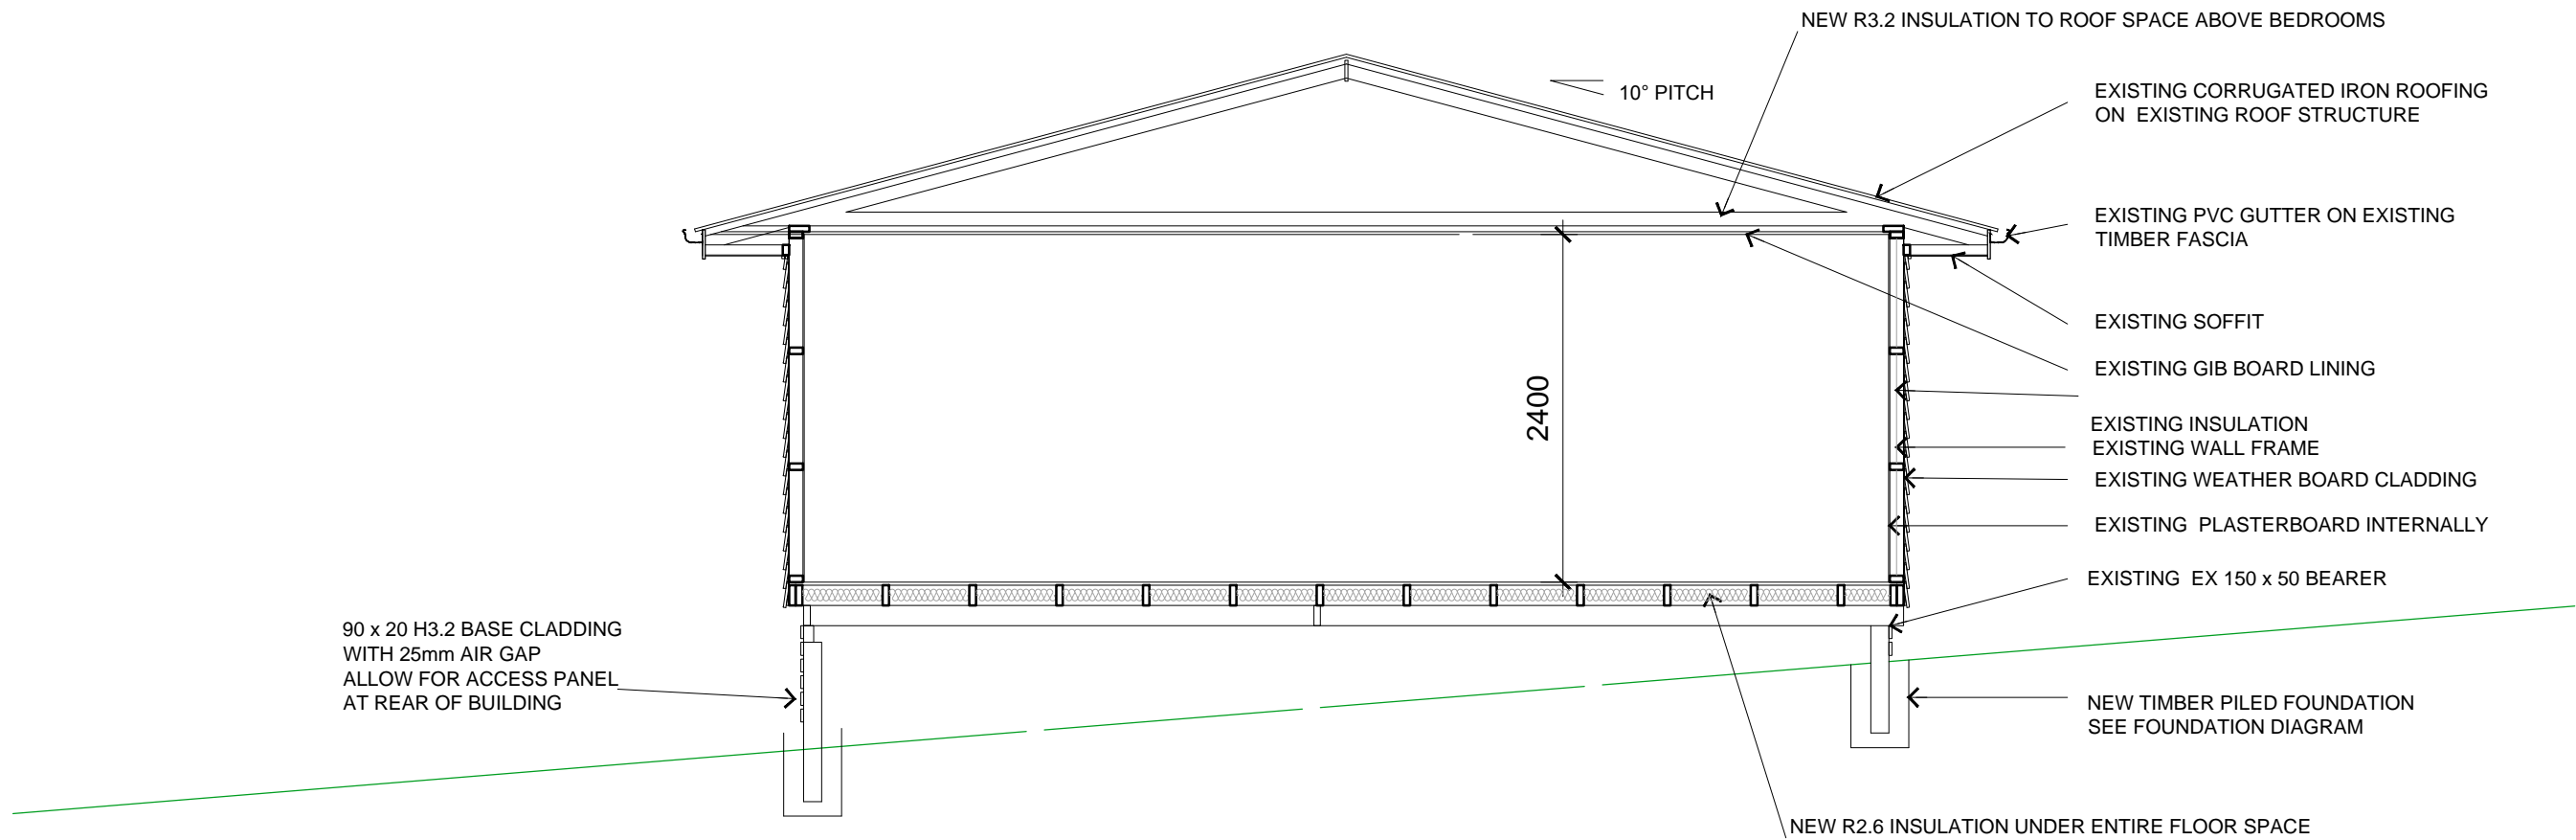 NEW R3.2 INSULATION TO ROOF SPACE ABOVE BEDROOMS
10° PITCH
EXISTING CORRUGATED IRON ROOFING
ON EXISTING ROOF STRUCTURE
EXISTING PVC GUTTER ON EXISTING
TIMBER FASCIA
EXISTING SOFFIT
EXISTING GIB BOARD LINING
2400
EXISTING INSULATION
EXISTING WALL FRAME
EXISTING WEATHER BOARD CLADDING
EXISTING PLASTERBOARD INTERNALLY
EXISTING EX 150 x 50 BEARER
90 x 20 H3.2 BASE CLADDING
WITH 25mm AIR GAP
ALLOW FOR ACCESS PANEL
AT REAR OF BUILDING
NEW TIMBER PILED FOUNDATION
SEE FOUNDATION DIAGRAM
NEW R2.6 INSULATION UNDER ENTIRE FLOOR SPACE